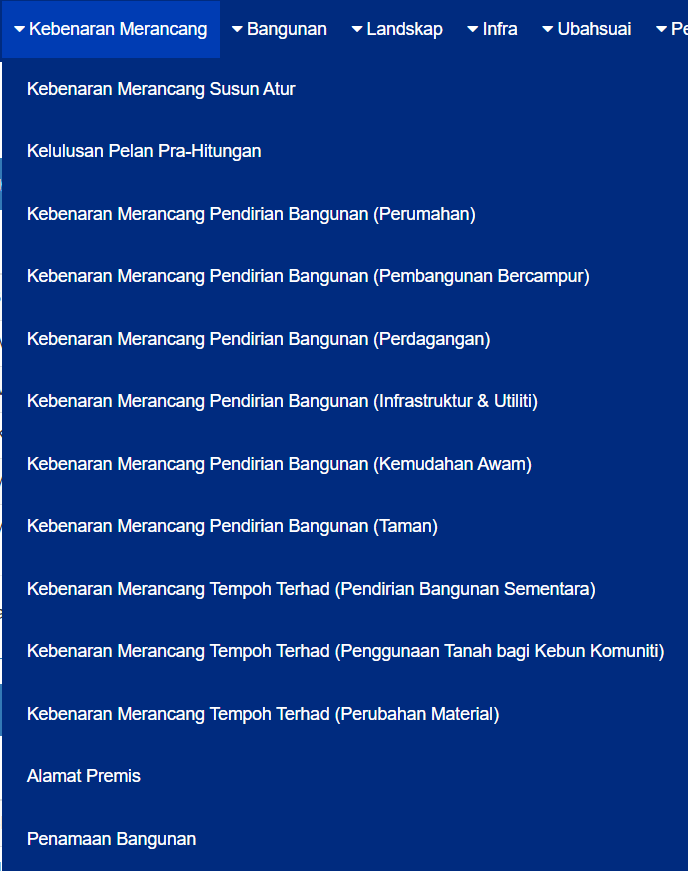 Kebenaran Merancang Bangunan Landskap Infra Ubahsuai
Kebenaran Merancang Susun Atur
Kelulusan Pelan Pra-Hitungan
Kebenaran Merancang Pendirian Bangunan (Perumahan)
Kebenaran Merancang Pendirian Bangunan (Pembangunan Bercampur)
Kebenaran Merancang Pendirian Bangunan (Perdagangan)
Kebenaran Merancang Pendirian Bangunan (Infrastruktur & Utiliti)
Kebenaran Merancang Pendirian Bangunan (Kemudahan Awam)
Kebenaran Merancang Pendirian Bangunan (Taman)
Kebenaran Merancang Tempoh Terhad (Pendirian Bangunan Sementara)
Kebenaran Merancang Tempoh Terhad (Penggunaan Tanah bagi Kebun Komuniti)
Kebenaran Merancang Tempoh Terhad (Perubahan Material)
Alamat Premis
Penamaan Bangunan